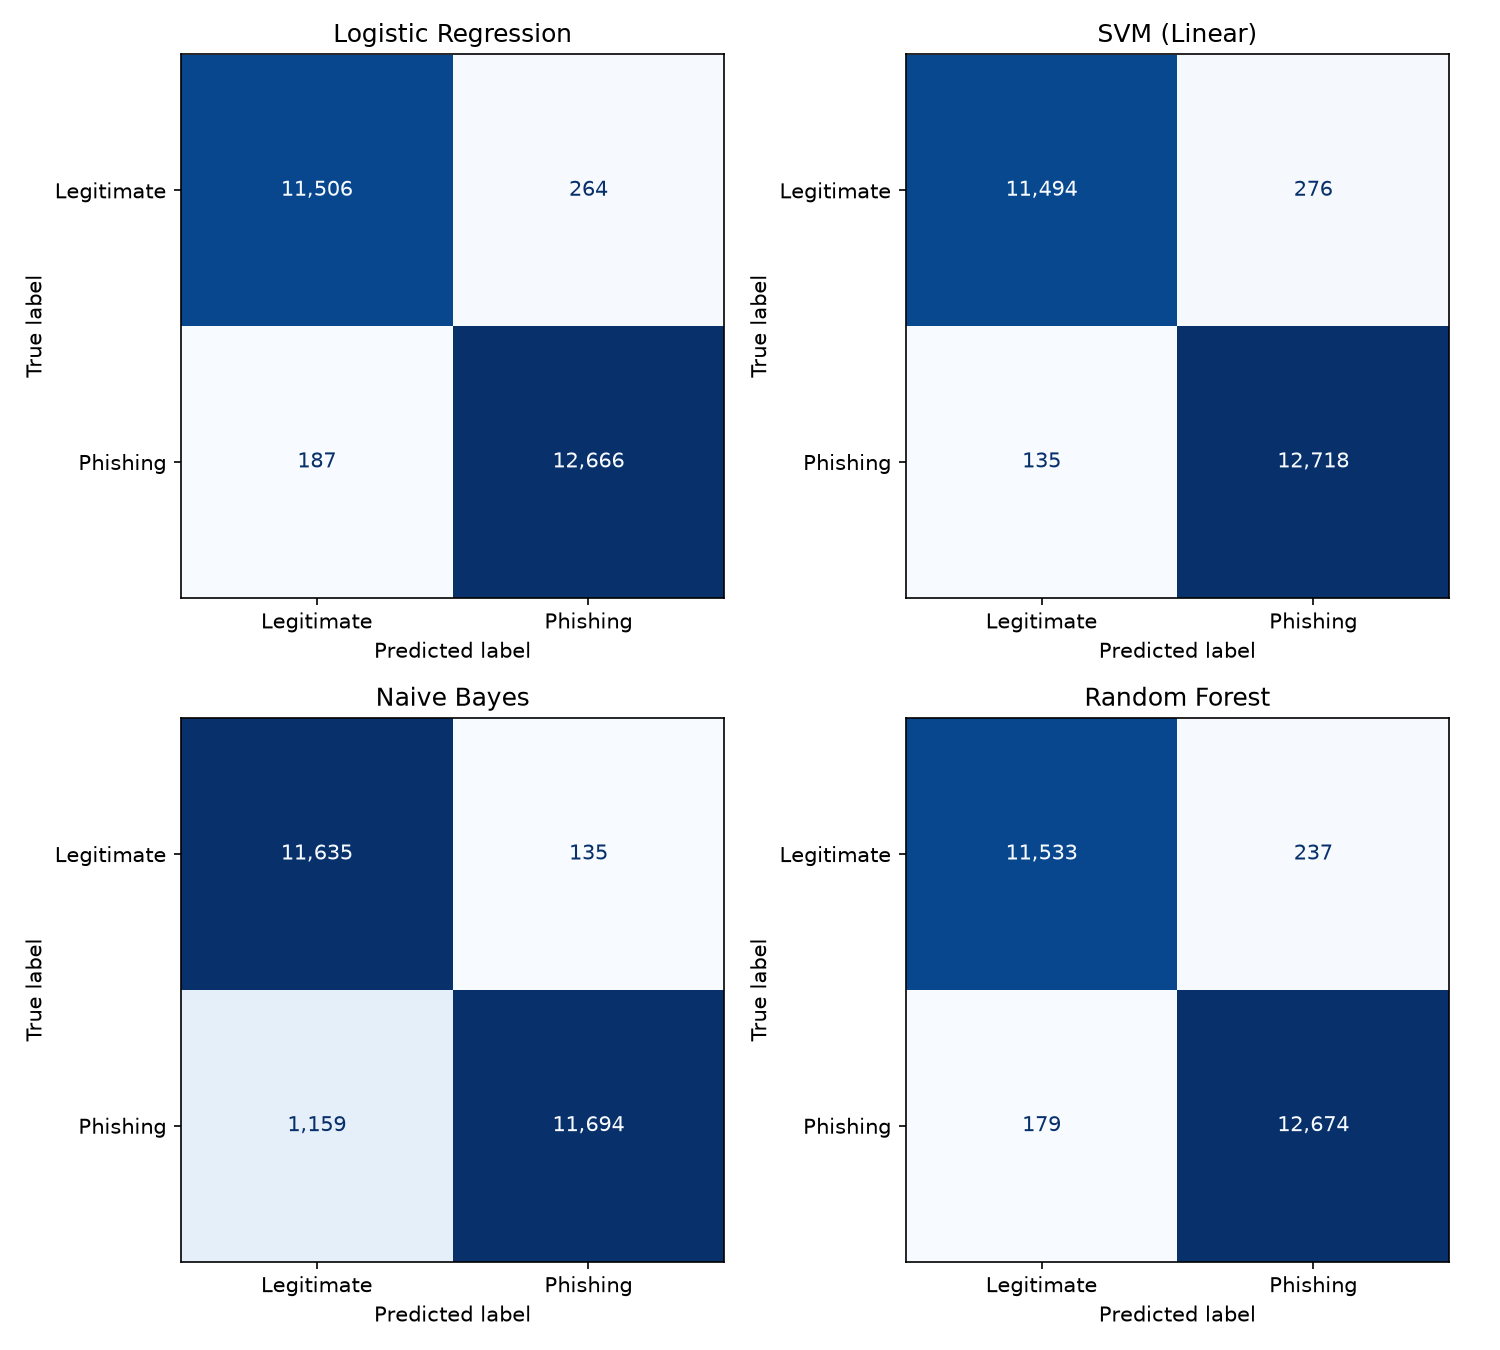 Logistic Regression
True label
Legitimate
11,506
264
Phishing
187
12,666
Legitimate
Phishing
Predicted label
SVM (Linear)
True label
Legitimate
11,494
276
Phishing
135
12,718
Legitimate
Phishing
Predicted label
Naive Bayes
True label
Legitimate
11,635
135
Phishing
1,159
11,694
Legitimate
Phishing
Predicted label
Random Forest
True label
Legitimate
11,533
237
Phishing
179
12,674
Legitimate
Phishing
Predicted label